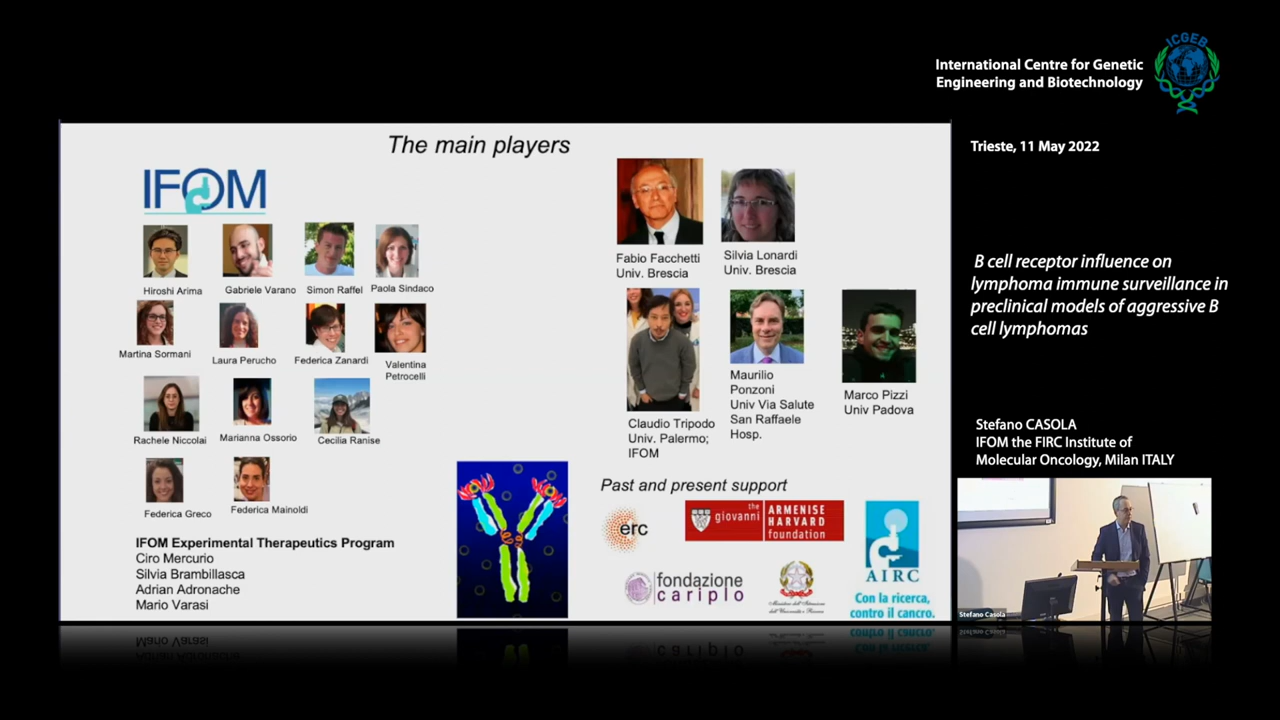 ICGEB
International Centre for Genetic
Engineering and Biotechnology
Trieste, 11 May 2022
B cell receptor influence on
lymphoma immune surveillance in
preclinical models of aggressive B
cell lymphomas
Stefano CASOLA
IFOM the FIRC Institute of
Molecular Oncology, Milan ITALY
Stefano Casola
The main players
IFOM
Hiroshi Arima
Gabriele Varano
Simon Raffel
Paola Sindaco
Martina Sormani
Laura Perucho
Federica Zanardi
Valentina
Petrocelli
Rachele Niccolai
Marianna Ossorio
Cecilia Ranise
Federica Greco
Federica Mainoldi
IFOM Experimental Therapeutics Program
Ciro Mercurio
Silvia Brambillasca
Adrian Adronache
Mario Varasi
Fabio Facchetti
Univ. Brescia
Silvia Lonardi
Univ. Brescia
Claudio Tripodo
Univ. Palermo;
IFOM
Maurilio
Ponzoni
Univ Via Salute
San Raffaele
Hosp.
Marco Pizzi
Univ Padova
Past and present support
erc
the
giovanni
ARMENISE
HARVARD
foundation
AIRC
Con la ricerca,
contro il cancro.
fondazione
cariplo